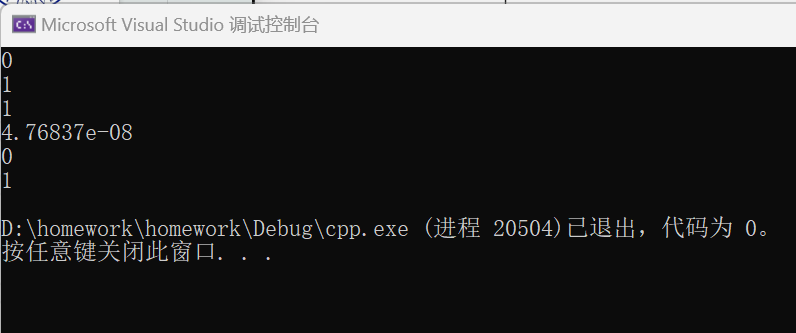 Microsoft Visual Studio 调试控制台
0
1
1
4.76837e-08
0
1
D:\homework\homework\Debug\cpp.exe (进程 20504)已退出，代码为 0。
按任意键关闭此窗口. . .